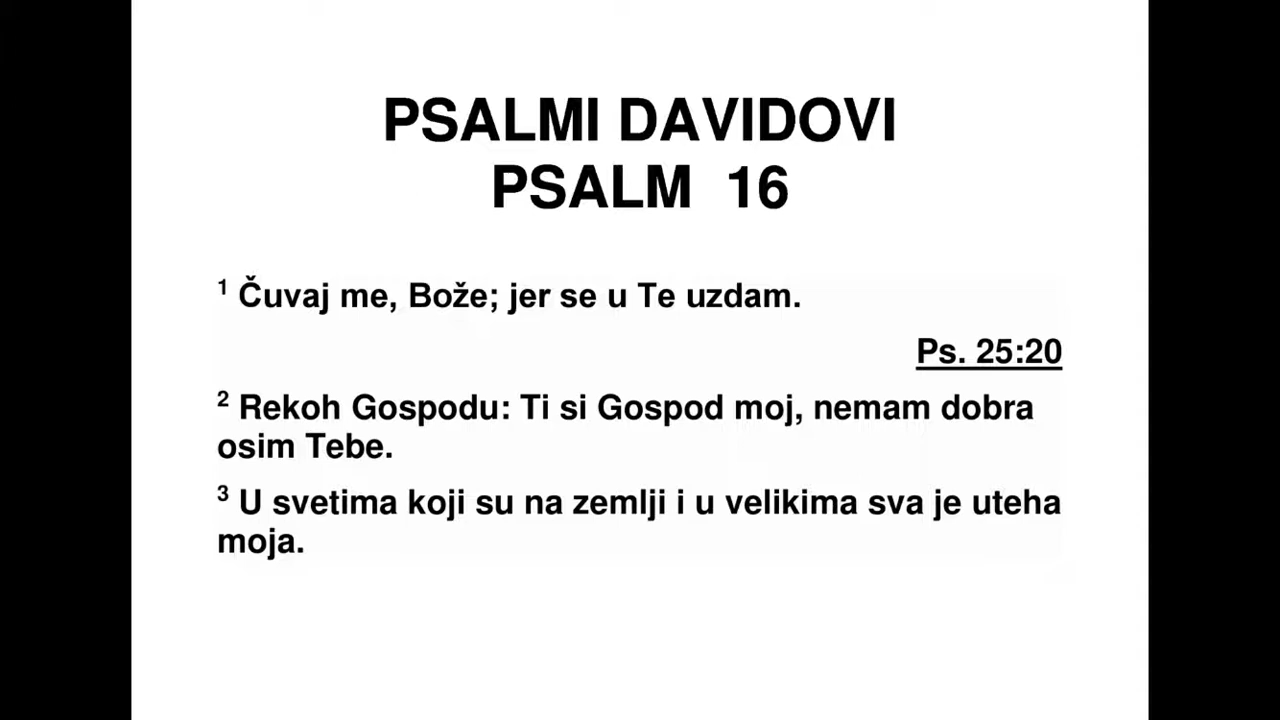 PSALMI DAVIDOVI
PSALM 16
1 Čuvaj me, Bože; jer se u Te uzdam.
Ps. 25:20
2 Rekoh Gospodu: Ti si Gospod moj, nemam dobra
osim Tebe.
3 U svetima koji su na zemlji i u velikima sva je uteha
moja.